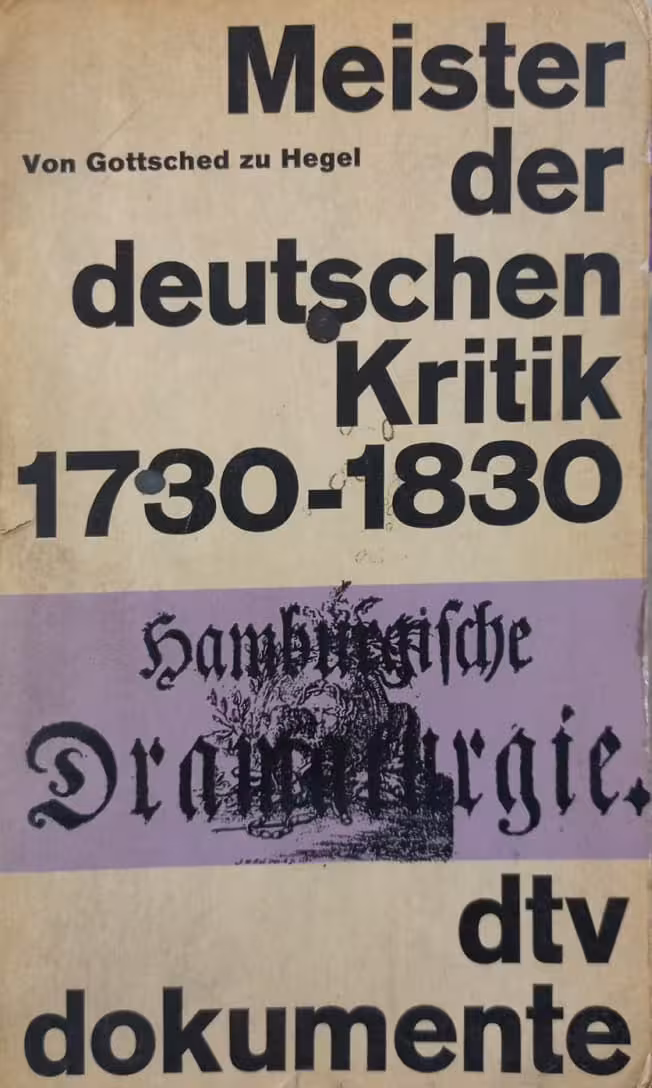 Meister
Von Gottsched zu Hegel
der
deutschen
Kritik
1730-1830
Hamburgiſche
Dramaturgie.
dtv
dokumente